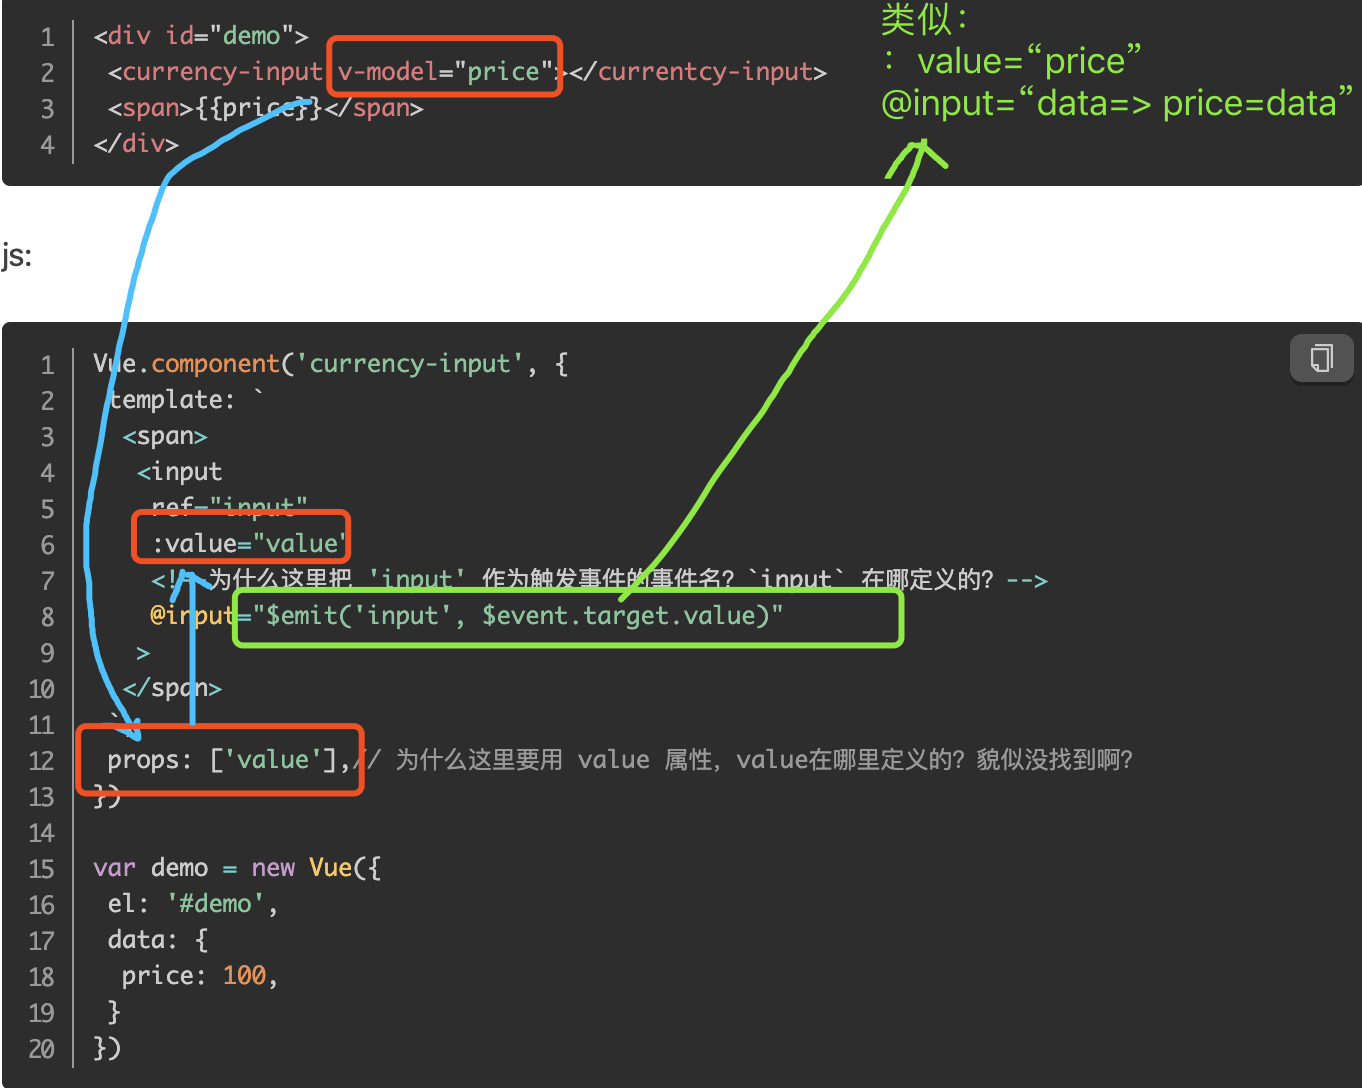 类似：
1 <div id="demo">
2 <currency-input v-model="price"></currentcy-input>
：value=“price”
3 <span>{{price}}</span>
@input=“data=> price=data”
4 </div>
js:
1 Vue.component('currency-input', {
2 template: `
3 <span>
4 <input
5 ref="input"
6 :value="value"
7 <!--为什么这里把 'input' 作为触发事件的事件名？`input` 在哪定义的？-->
8 @input="$emit('input', $event.target.value)"
9 >
10 </span>
11 `,
12 props: ['value'],// 为什么这里要用 value 属性，value在哪里定义的？貌似没找到啊？
13 })
14
15 var demo = new Vue({
16 el: '#demo',
17 data: {
18 price: 100,
19 }
20 })